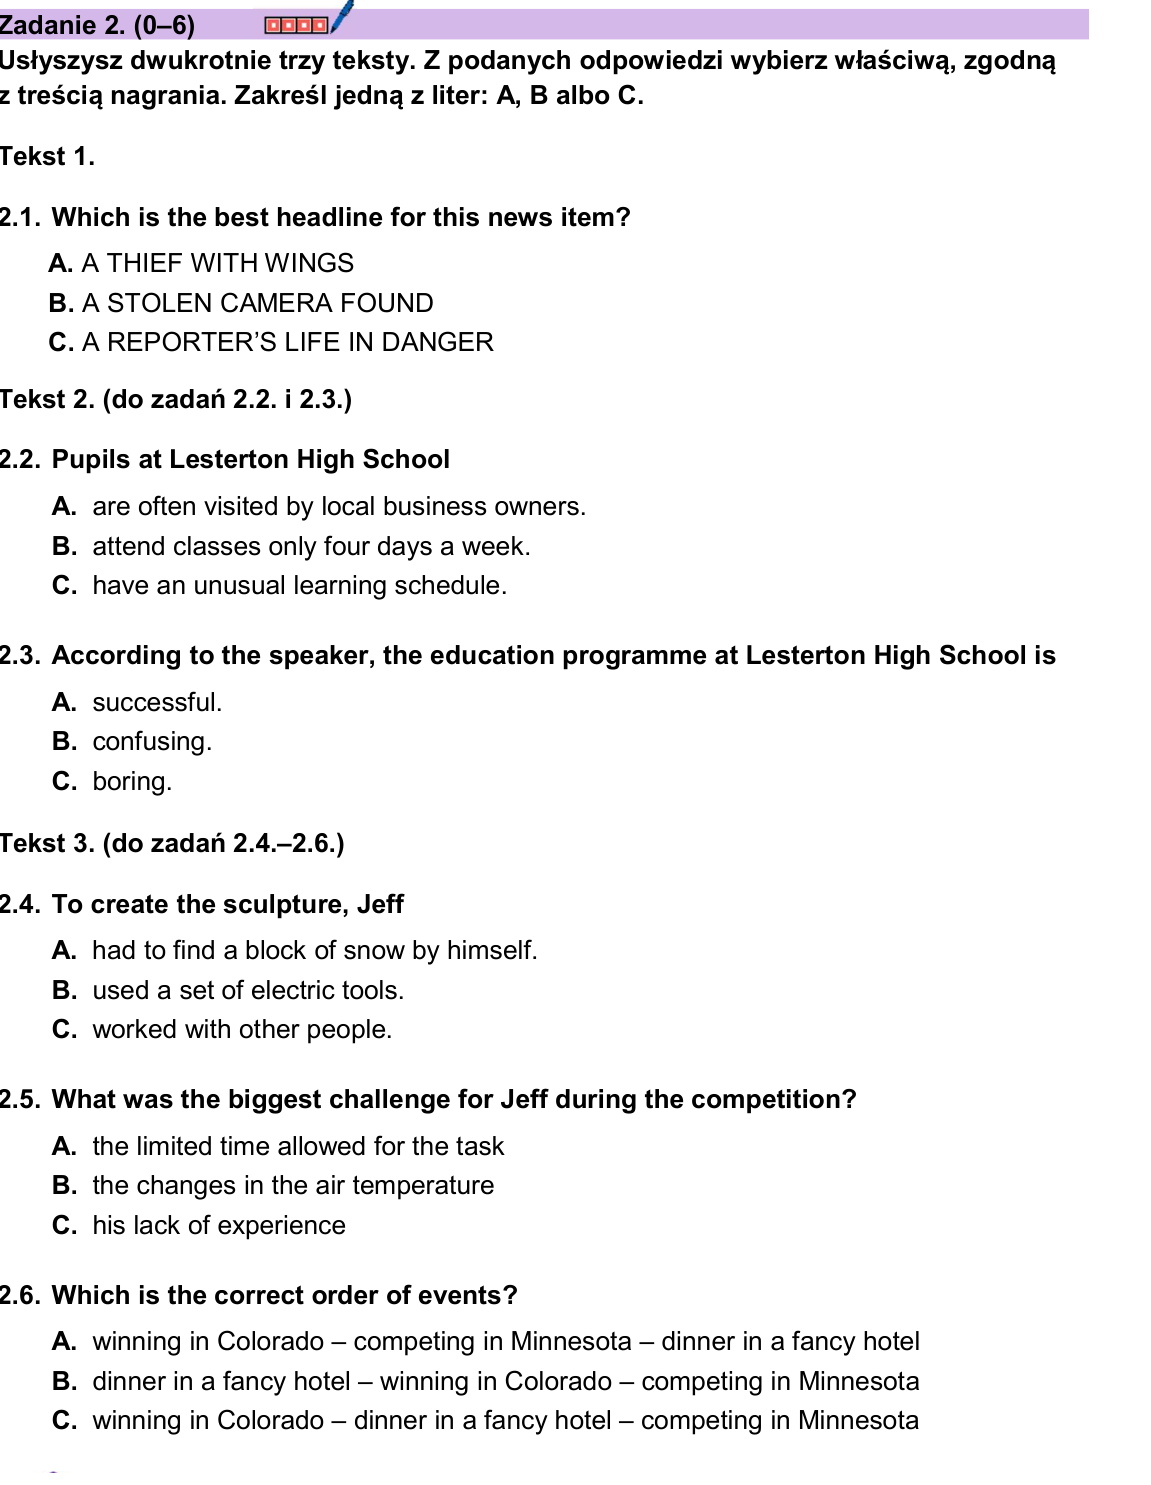 Zadanie 2. (0–6)
Usłyszysz dwukrotnie trzy teksty. Z podanych odpowiedzi wybierz właściwą, zgodną
z treścią nagrania. Zakreśl jedną z liter: A, B albo C.
Tekst 1.
2.1. Which is the best headline for this news item?
A. A THIEF WITH WINGS
B. A STOLEN CAMERA FOUND
C. A REPORTER’S LIFE IN DANGER
Tekst 2. (do zadań 2.2. i 2.3.)
2.2. Pupils at Lesterton High School
A. are often visited by local business owners.
B. attend classes only four days a week.
C. have an unusual learning schedule.
2.3. According to the speaker, the education programme at Lesterton High School is
A. successful.
B. confusing.
C. boring.
Tekst 3. (do zadań 2.4.–2.6.)
2.4. To create the sculpture, Jeff
A. had to find a block of snow by himself.
B. used a set of electric tools.
C. worked with other people.
2.5. What was the biggest challenge for Jeff during the competition?
A. the limited time allowed for the task
B. the changes in the air temperature
C. his lack of experience
2.6. Which is the correct order of events?
A. winning in Colorado – competing in Minnesota – dinner in a fancy hotel
B. dinner in a fancy hotel – winning in Colorado – competing in Minnesota
C. winning in Colorado – dinner in a fancy hotel – competing in Minnesota